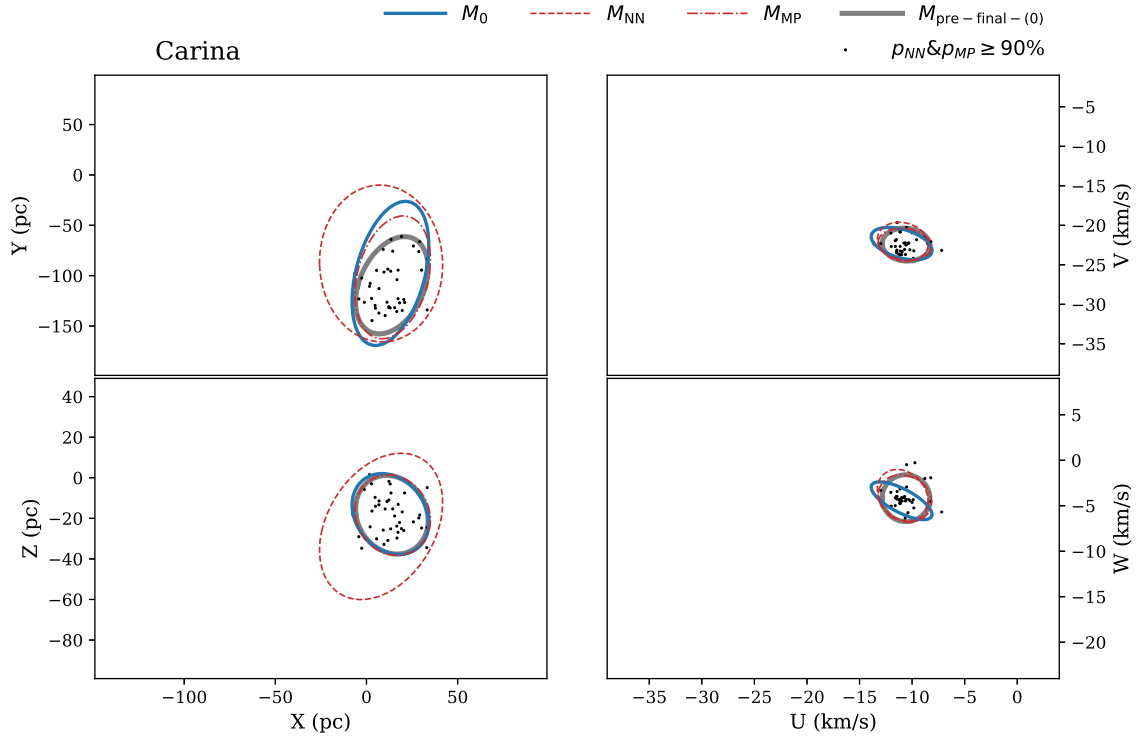 M₀ M_NN M_MP M_pre−final−(0)
Carina p_NN&p_MP ≥ 90%
50
0
−50
−100
−150
Y (pc)
−5
−10
−15
−20
−25
−30
−35
V (km/s)
40
20
0
−20
−40
−60
−80
Z (pc)
5
0
−5
−10
−15
−20
W (km/s)
−100 −50 0 50
X (pc)
−35 −30 −25 −20 −15 −10 −5 0
U (km/s)